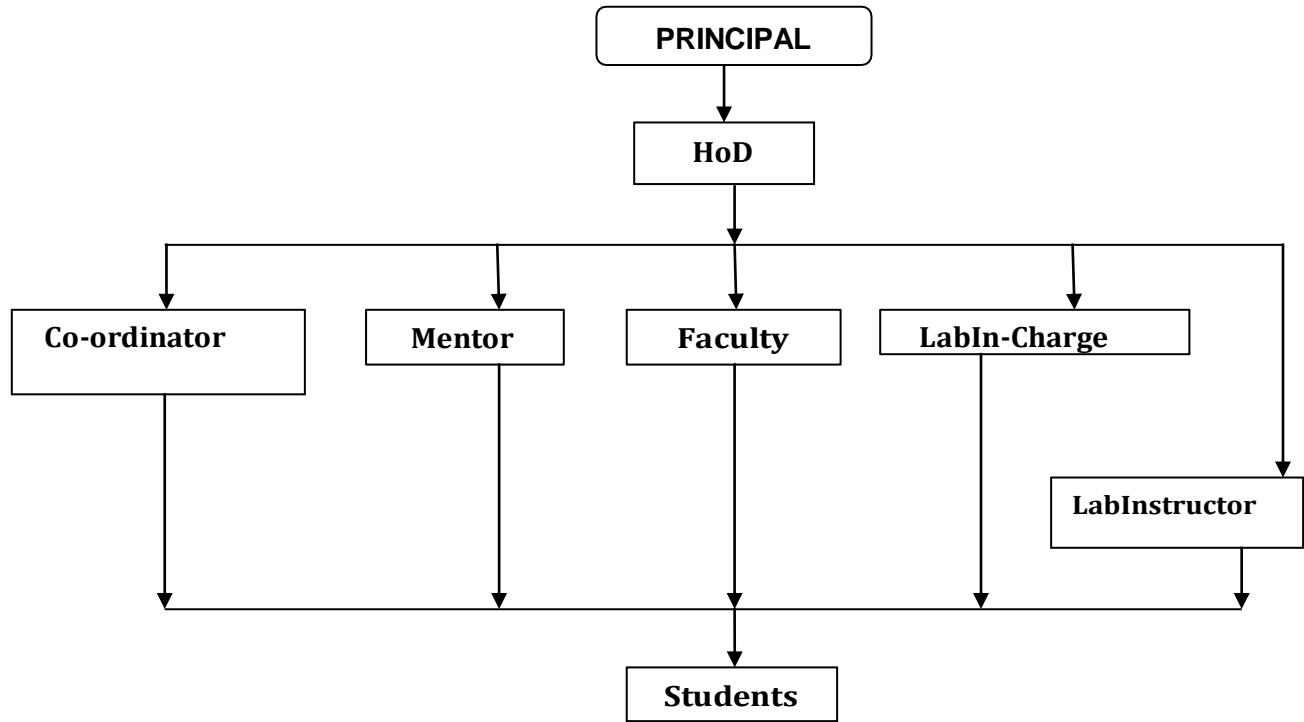 PRINCIPAL
HoD
Co-ordinator
Mentor
Faculty
LabIn-Charge
LabInstructor
Students